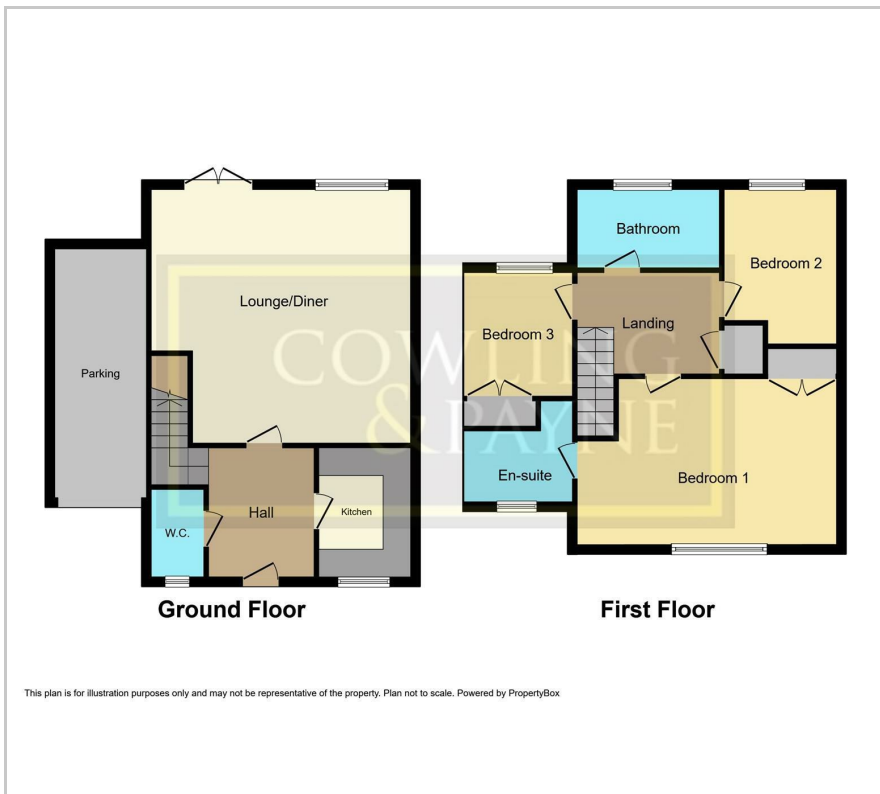 Lounge/Diner
Parking
Hall
W.C.
Kitchen
Ground Floor
Bathroom
Bedroom 2
Bedroom 3
Landing
En-suite
Bedroom 1
First Floor
COWLING
&PAYNE
This plan is for illustration purposes only and may not be representative of the property. Plan not to scale. Powered by PropertyBox